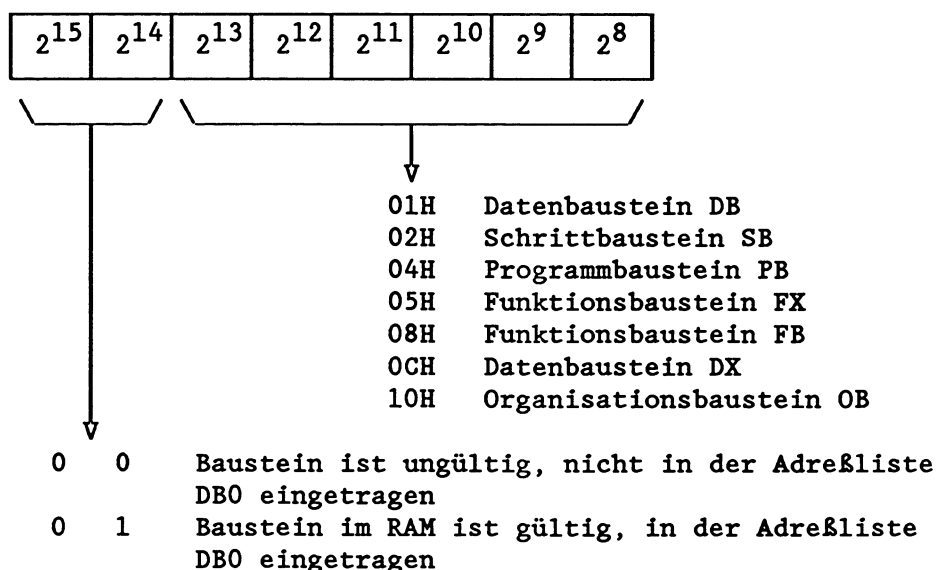 2^15 2^14 2^13 2^12 2^11 2^10 2^9 2^8
01H Datenbaustein DB
02H Schrittbaustein SB
04H Programmbaustein PB
05H Funktionsbaustein FX
08H Funktionsbaustein FB
0CH Datenbaustein DX
10H Organisationsbaustein OB
0 0 Baustein ist ungültig, nicht in der Adreßliste
DB0 eingetragen
0 1 Baustein im RAM ist gültig, in der Adreßliste
DB0 eingetragen